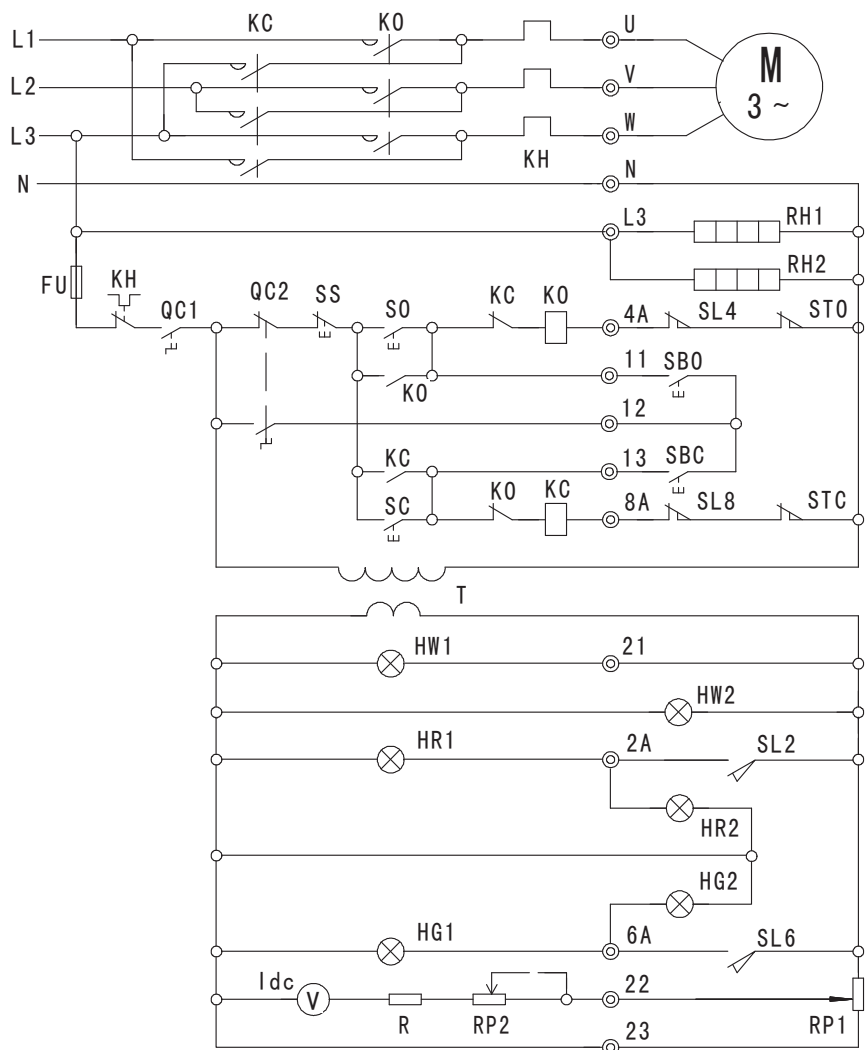 KC KO
L1 U
M
3 ~
L2 V
L3 W
KH
N N
L3 RH1
RH2
FU KH
QC1 QC2 SS SO KC KO 4A SL4 STO
KO 11 SBO
12
KC 13 SBC
SC KO KC 8A SL8 STC
T
HW1 21
HW2
HR1 2A SL2
HR2
HG2
HG1 6A SL6
Idc V R RP2 22 RP1
23